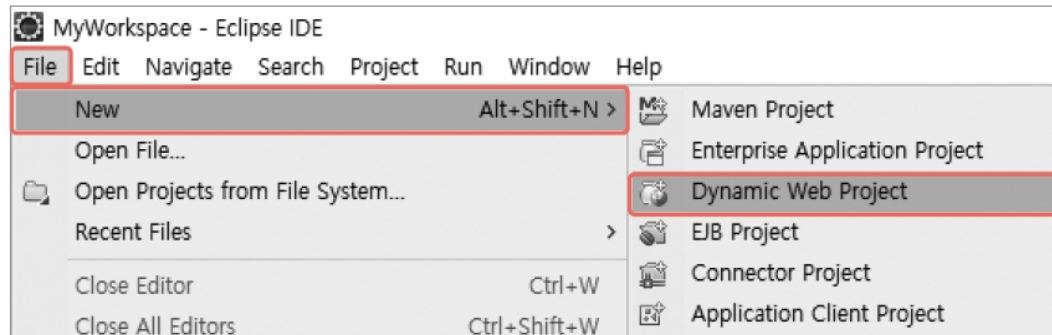 MyWorkspace - Eclipse IDE
File Edit Navigate Search Project Run Window Help
New Alt+Shift+N >
Open File...
Open Projects from File System...
Recent Files >
Close Editor Ctrl+W
Close All Editors Ctrl+Shift+W
Maven Project
Enterprise Application Project
Dynamic Web Project
EJB Project
Connector Project
Application Client Project